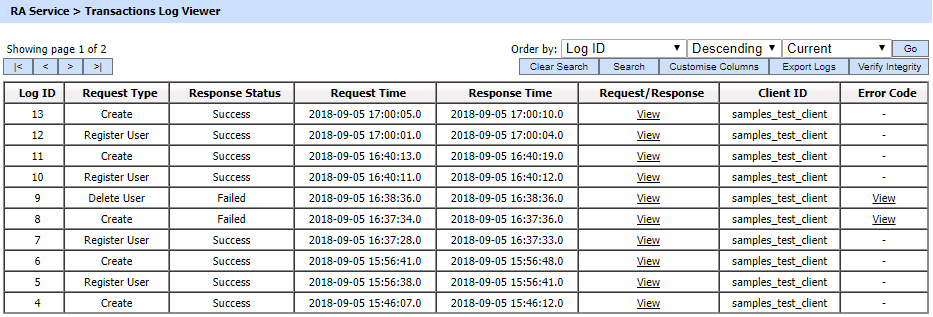 RA Service > Transactions Log Viewer
Showing page 1 of 2 Order by: Log ID Descending Current Go
|< < > >| Clear Search Search Customise Columns Export Logs Verify Integrity
Log ID Request Type Response Status Request Time Response Time Request/Response Client ID Error Code
13 Create Success 2018-09-05 17:00:05.0 2018-09-05 17:00:10.0 View samples_test_client -
12 Register User Success 2018-09-05 17:00:01.0 2018-09-05 17:00:04.0 View samples_test_client -
11 Create Success 2018-09-05 16:40:13.0 2018-09-05 16:40:19.0 View samples_test_client -
10 Register User Success 2018-09-05 16:40:11.0 2018-09-05 16:40:12.0 View samples_test_client -
9 Delete User Failed 2018-09-05 16:38:36.0 2018-09-05 16:38:36.0 View samples_test_client View
8 Create Failed 2018-09-05 16:37:34.0 2018-09-05 16:37:36.0 View samples_test_client View
7 Register User Success 2018-09-05 16:37:28.0 2018-09-05 16:37:33.0 View samples_test_client -
6 Create Success 2018-09-05 15:56:41.0 2018-09-05 15:56:48.0 View samples_test_client -
5 Register User Success 2018-09-05 15:56:38.0 2018-09-05 15:56:41.0 View samples_test_client -
4 Create Success 2018-09-05 15:46:07.0 2018-09-05 15:46:12.0 View samples_test_client -